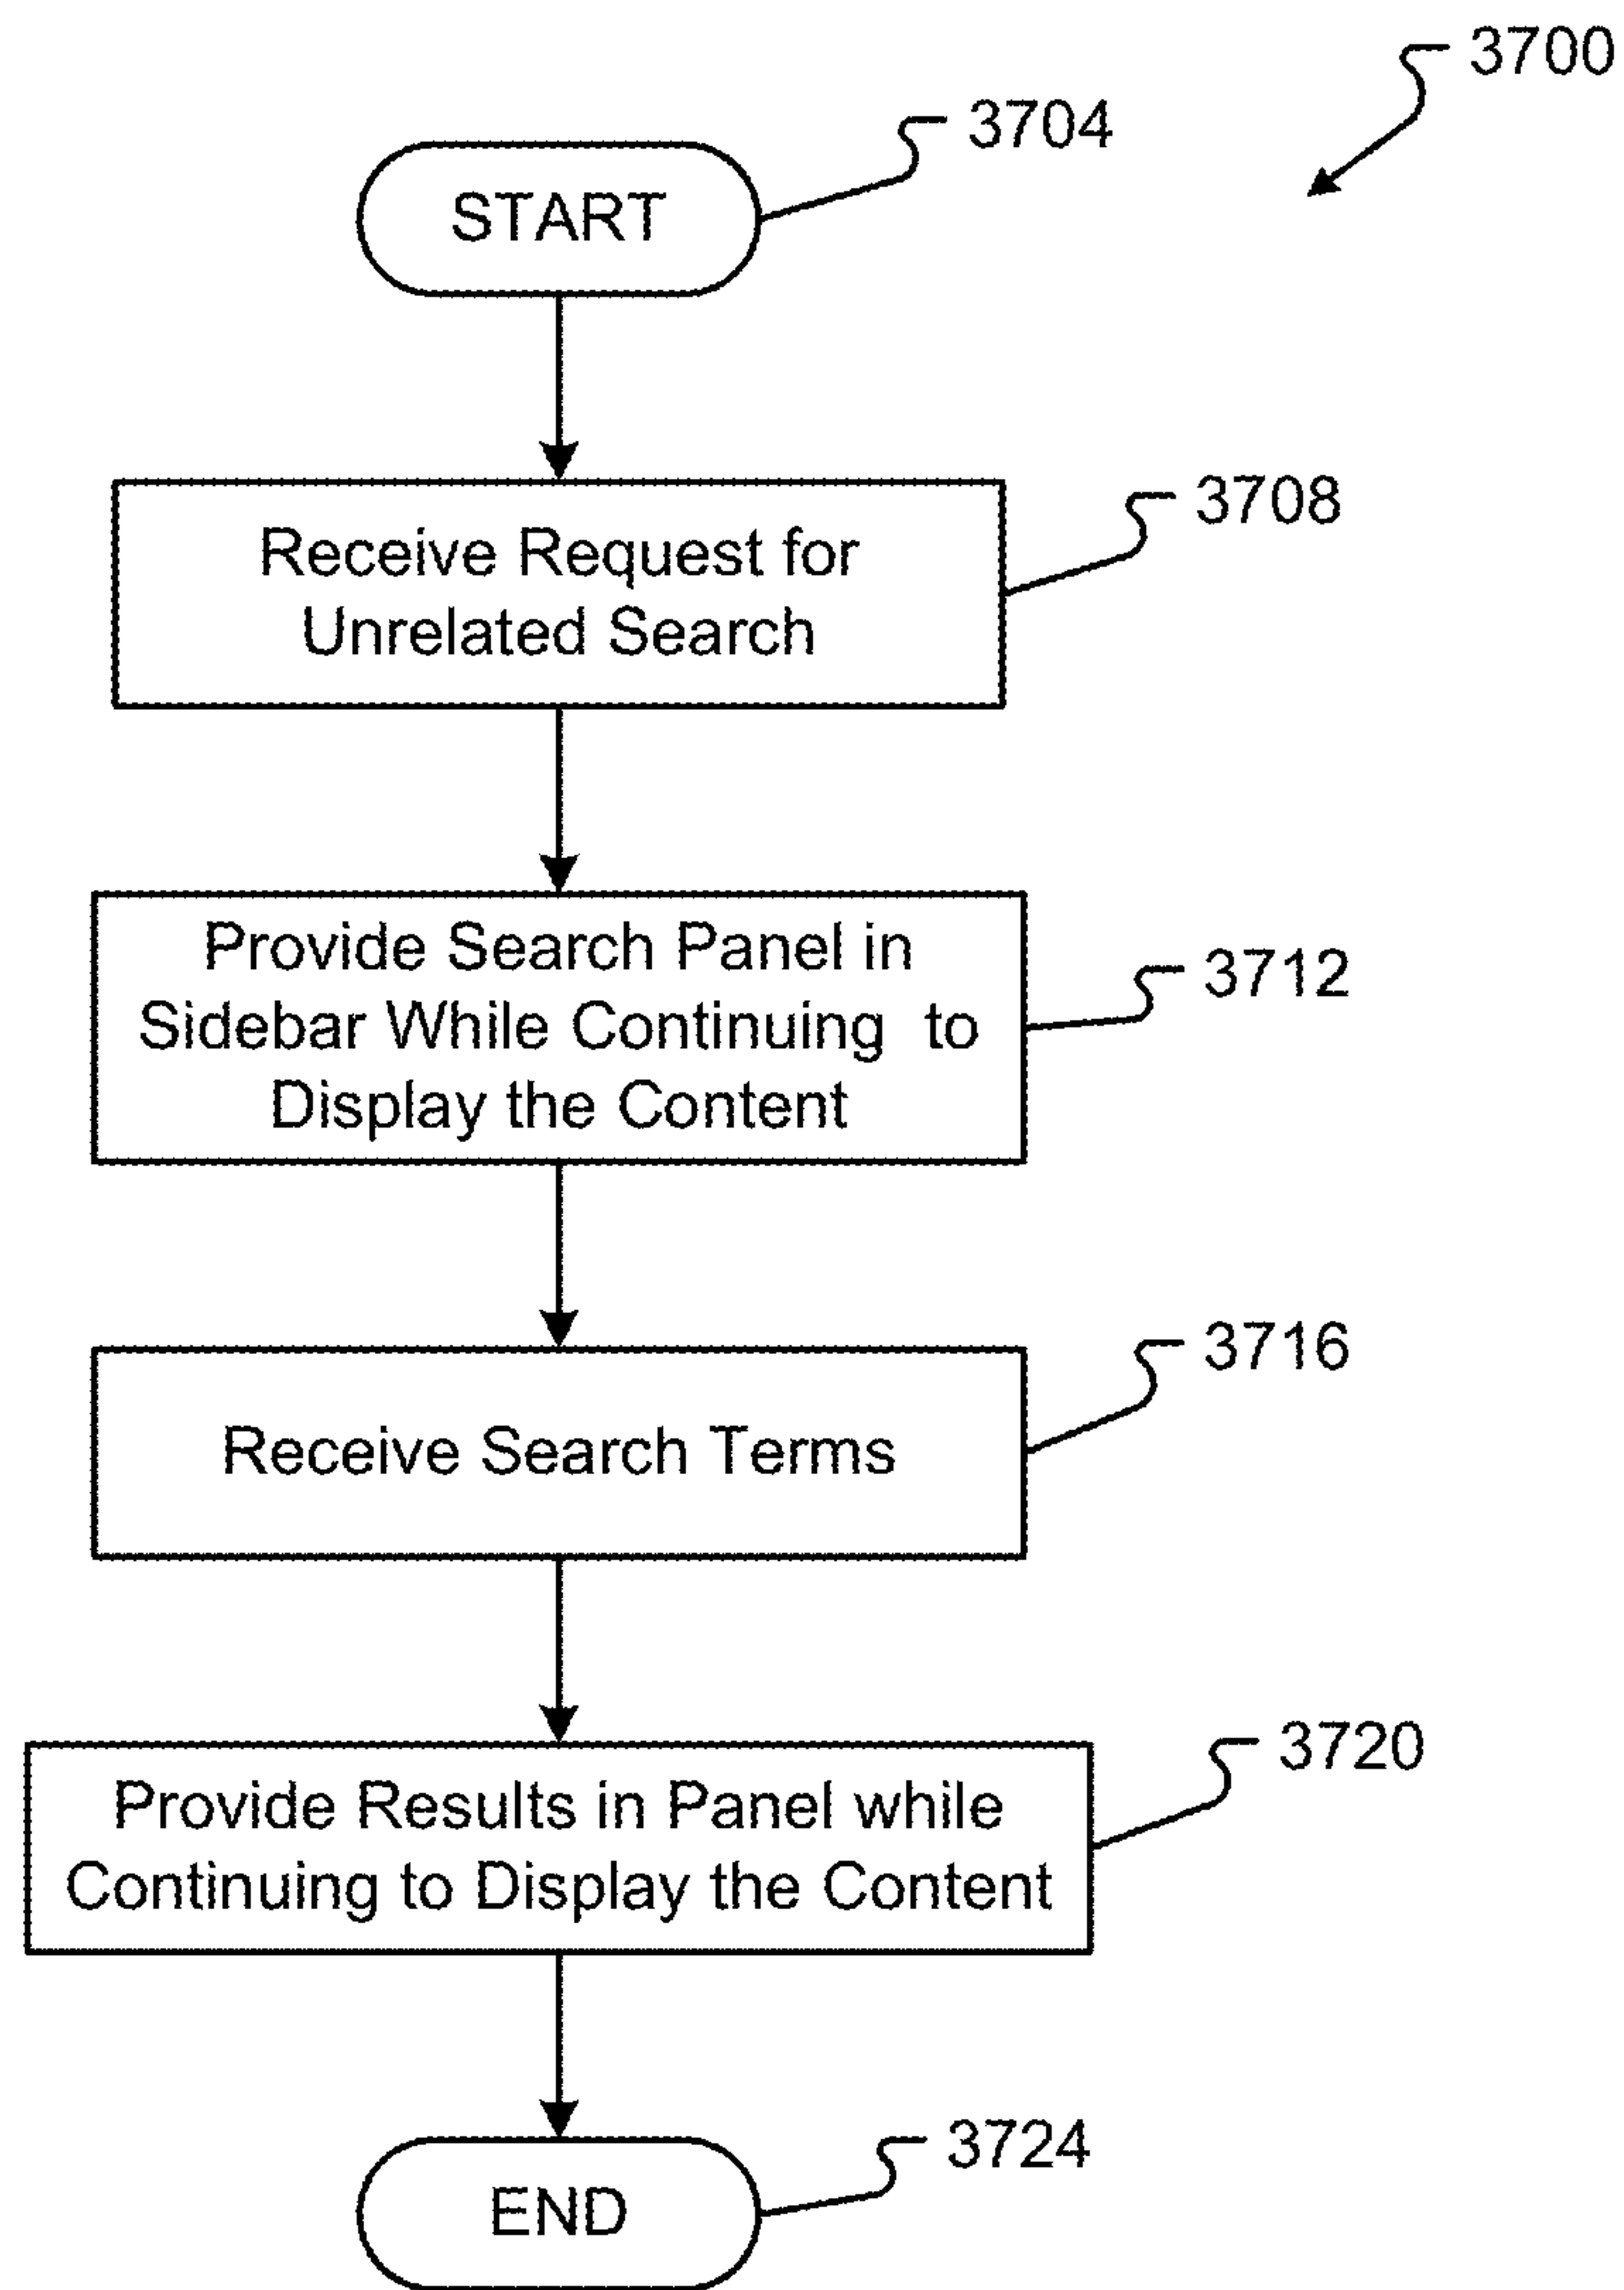 3700
3704
START
3708
Receive Request for
Unrelated Search
Provide Search Panel in
Sidebar While Continuing to
Display the Content
3712
3716
Receive Search Terms
3720
Provide Results in Panel while
Continuing to Display the Content
3724
END